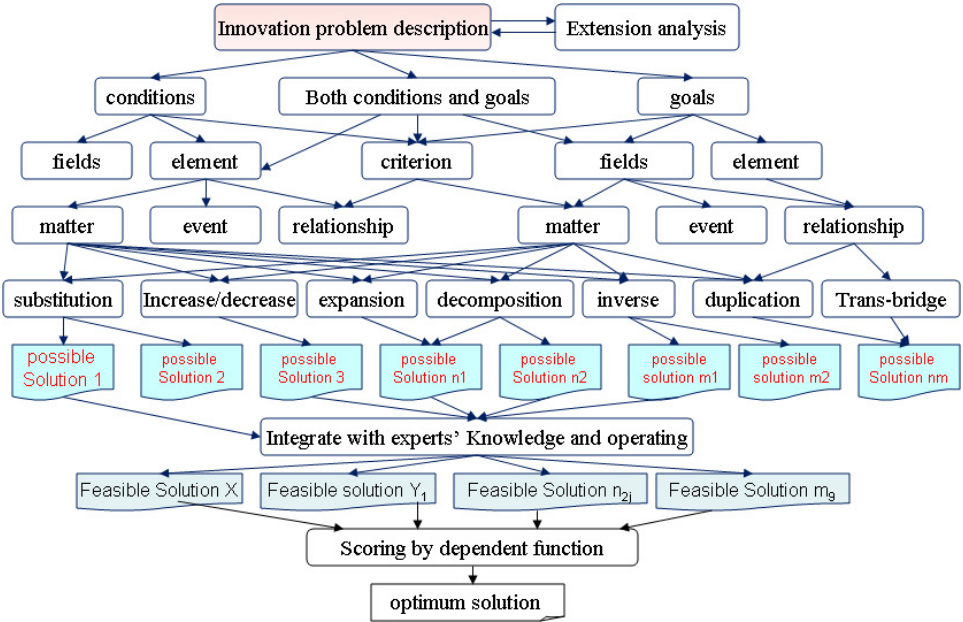 Innovation problem description
Extension analysis
conditions
Both conditions and goals
goals
fields
element
criterion
fields
element
matter
event
relationship
matter
event
relationship
substitution
Increase/decrease
expansion
decomposition
inverse
duplication
Trans-bridge
possible
Solution 1
possible
Solution 2
possible
Solution 3
possible
Solution n1
possible
Solution n2
possible
solution m1
possible
solution m2
possible
Solution nm
Integrate with experts’ Knowledge and operating
Feasible Solution X
Feasible solution Y1
Feasible Solution n2j
Feasible Solution m9
Scoring by dependent function
optimum solution